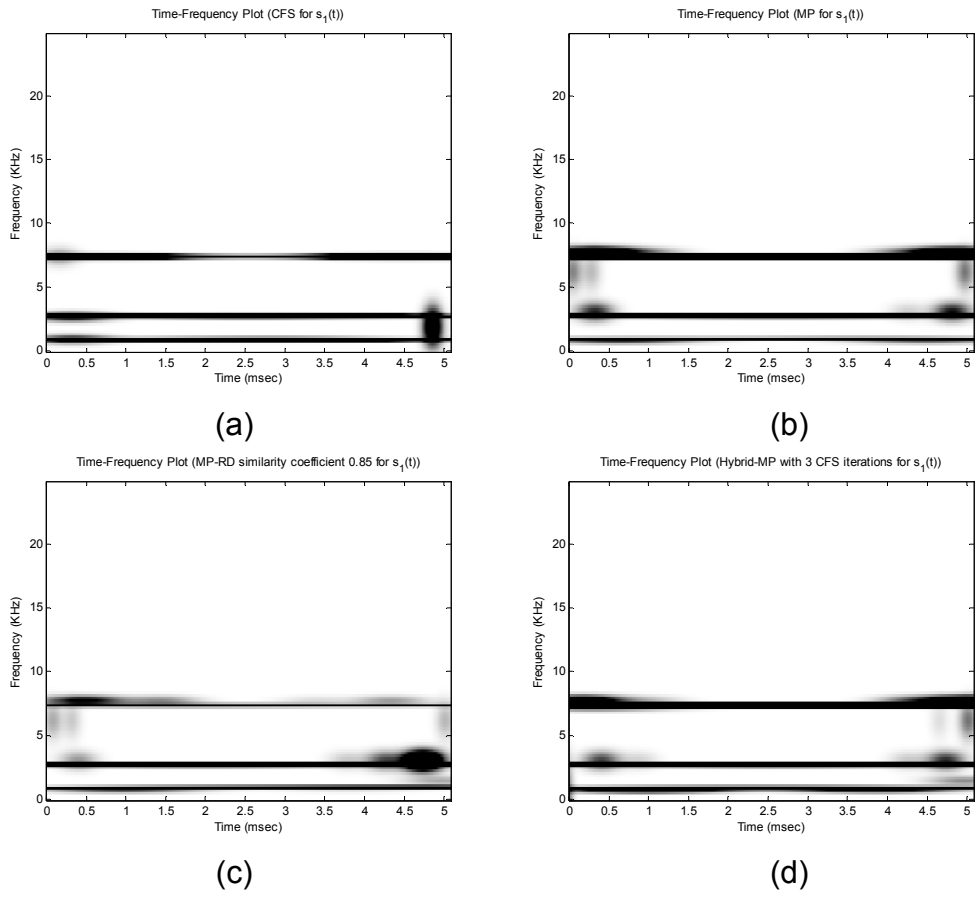 Time-Frequency Plot (CFS for s1(t))
Frequency (KHz)
20
15
10
5
0
0 0.5 1 1.5 2 2.5 3 3.5 4 4.5 5
Time (msec)
(a)
Time-Frequency Plot (MP for s1(t))
Frequency (KHz)
20
15
10
5
0
0 0.5 1 1.5 2 2.5 3 3.5 4 4.5 5
Time (msec)
(b)
Time-Frequency Plot (MP-RD similarity coefficient 0.85 for s1(t))
Frequency (KHz)
20
15
10
5
0
0 0.5 1 1.5 2 2.5 3 3.5 4 4.5 5
Time (msec)
(c)
Time-Frequency Plot (Hybrid-MP with 3 CFS iterations for s1(t))
Frequency (KHz)
20
15
10
5
0
0 0.5 1 1.5 2 2.5 3 3.5 4 4.5 5
Time (msec)
(d)